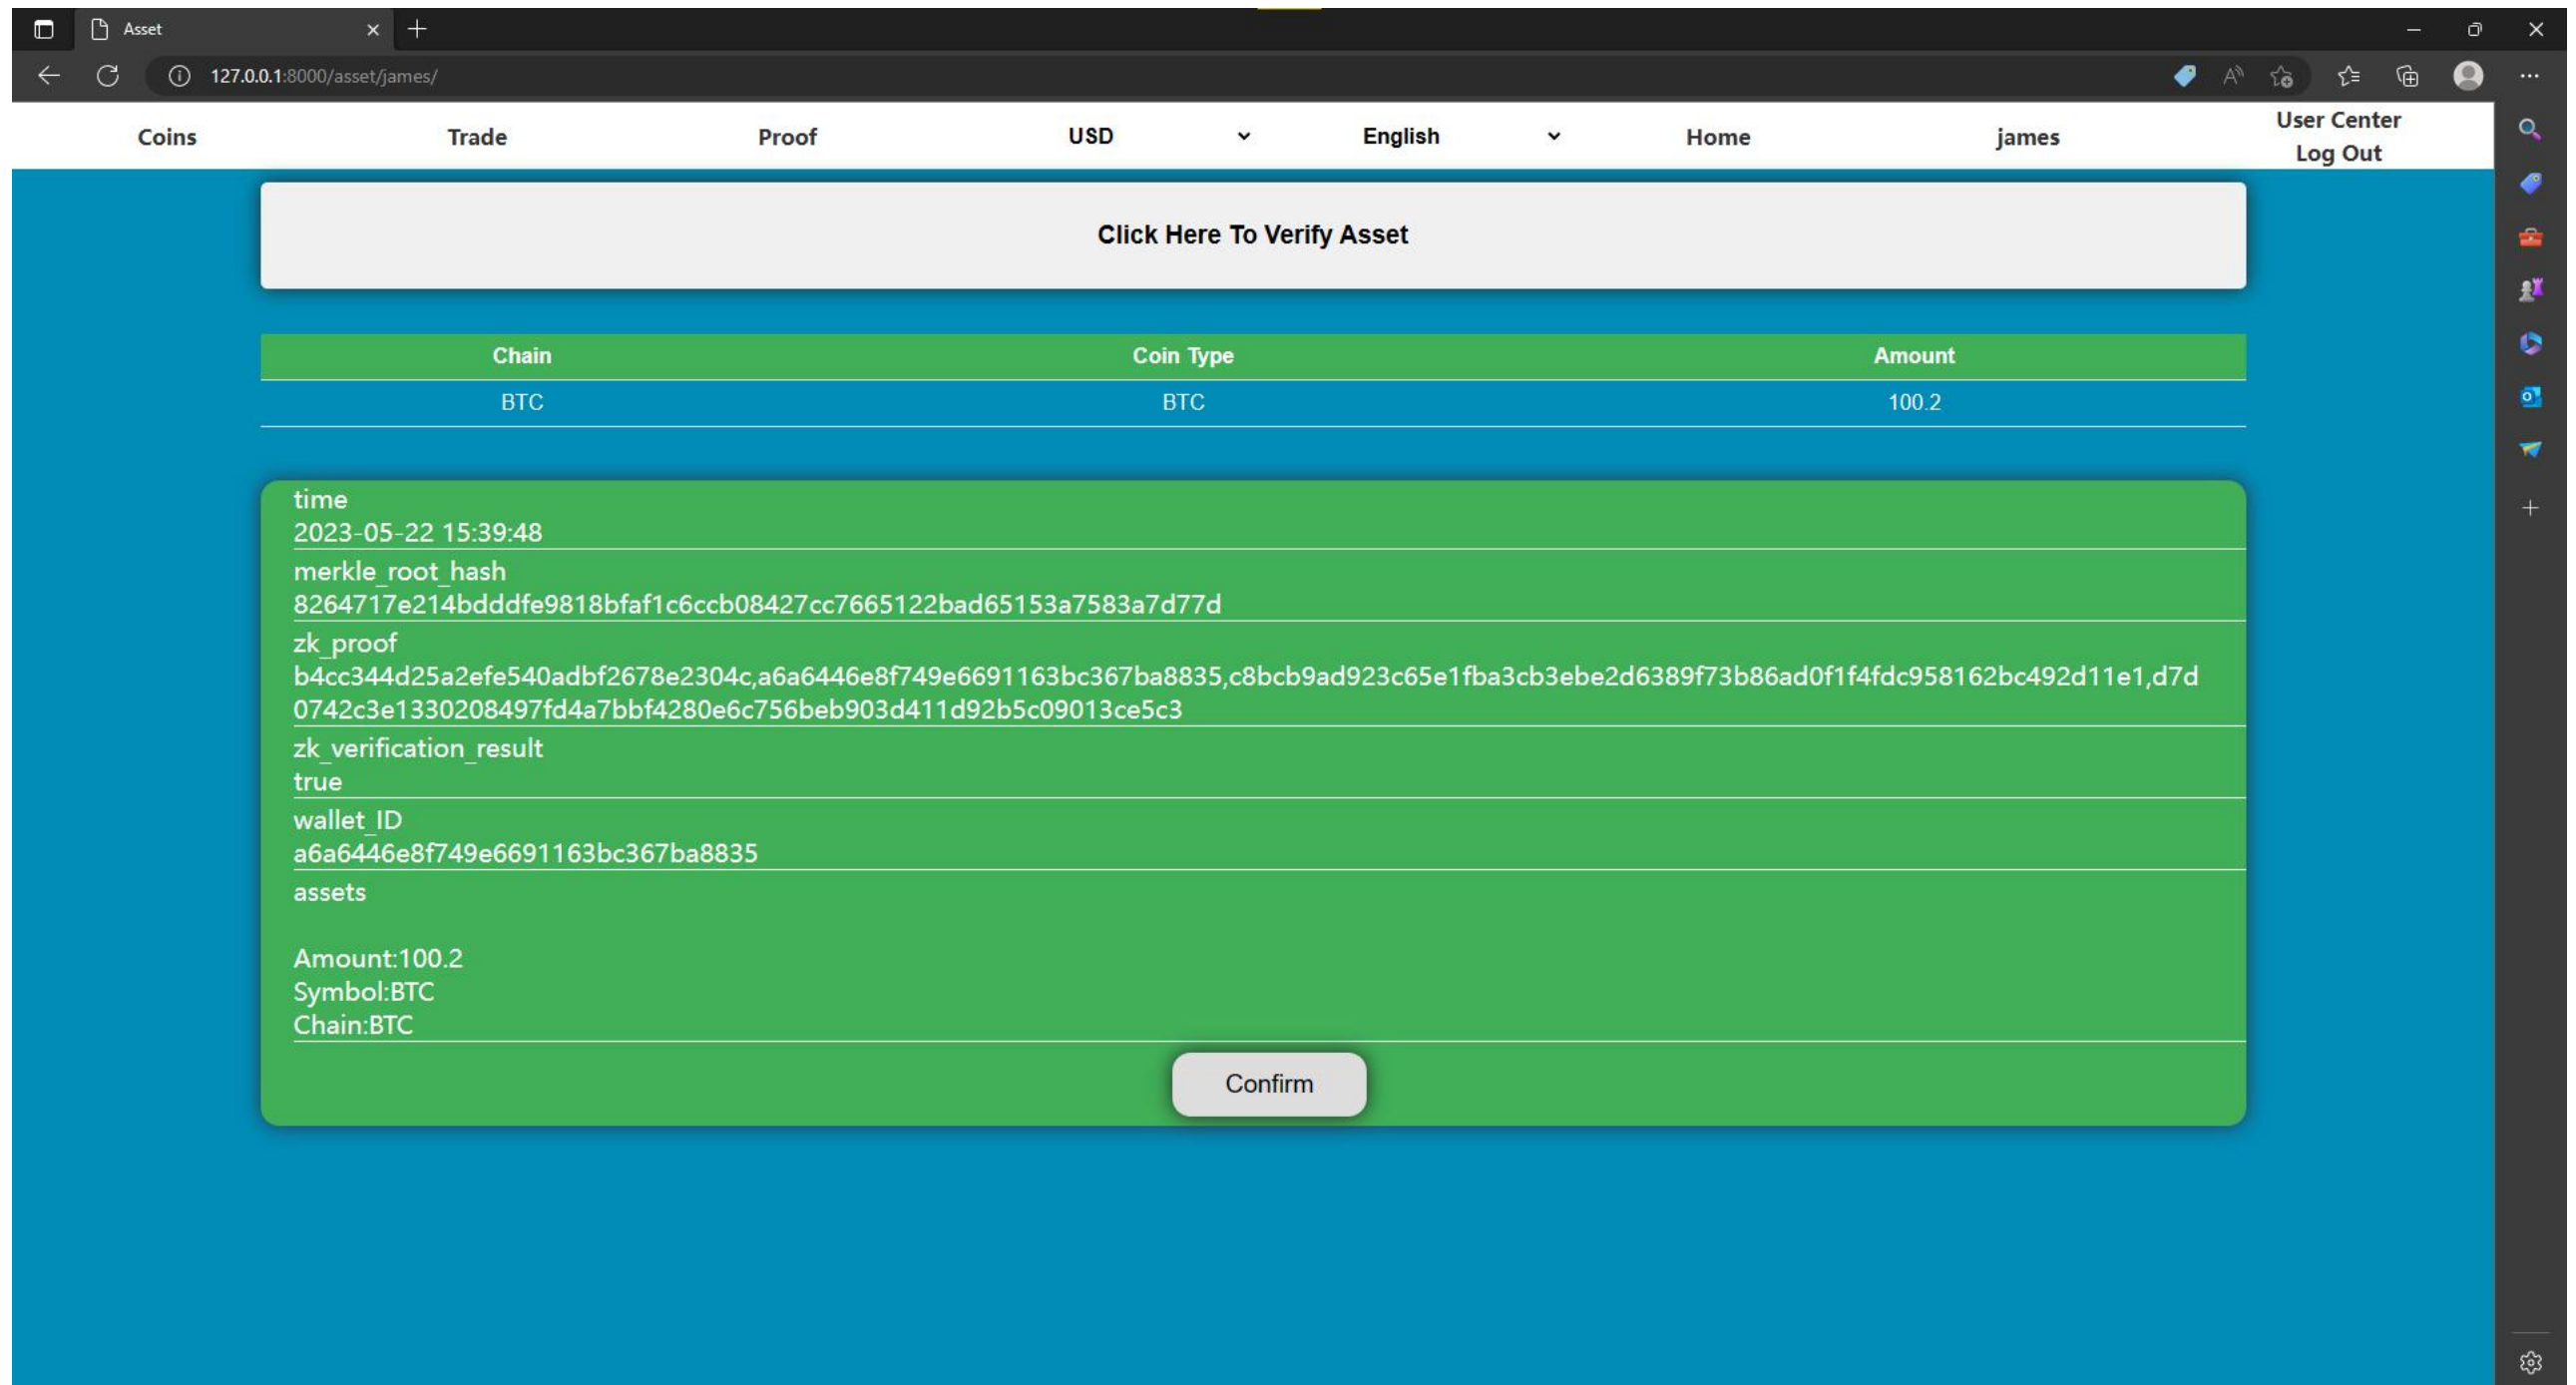 Asset
127.0.0.1:8000/asset/james/
Coins Trade Proof USD English Home james User Center
Log Out
Click Here To Verify Asset
Chain Coin Type Amount
BTC BTC 100.2
time
2023-05-22 15:39:48
merkle_root_hash
8264717e214bdddfe9818bfaf1c6ccb08427cc7665122bad65153a7583a7d77d
zk_proof
b4cc344d25a2efe540adbf2678e2304c,a6a6446e8f749e6691163bc367ba8835,c8bcb9ad923c65e1fba3cb3ebe2d6389f73b86ad0f1f4fdc958162bc492d11e1,d7d
0742c3e1330208497fd4a7bbf4280e6c756beb903d411d92b5c09013ce5c3
zk_verification_result
true
wallet_ID
a6a6446e8f749e6691163bc367ba8835
assets
Amount:100.2
Symbol:BTC
Chain:BTC
Confirm